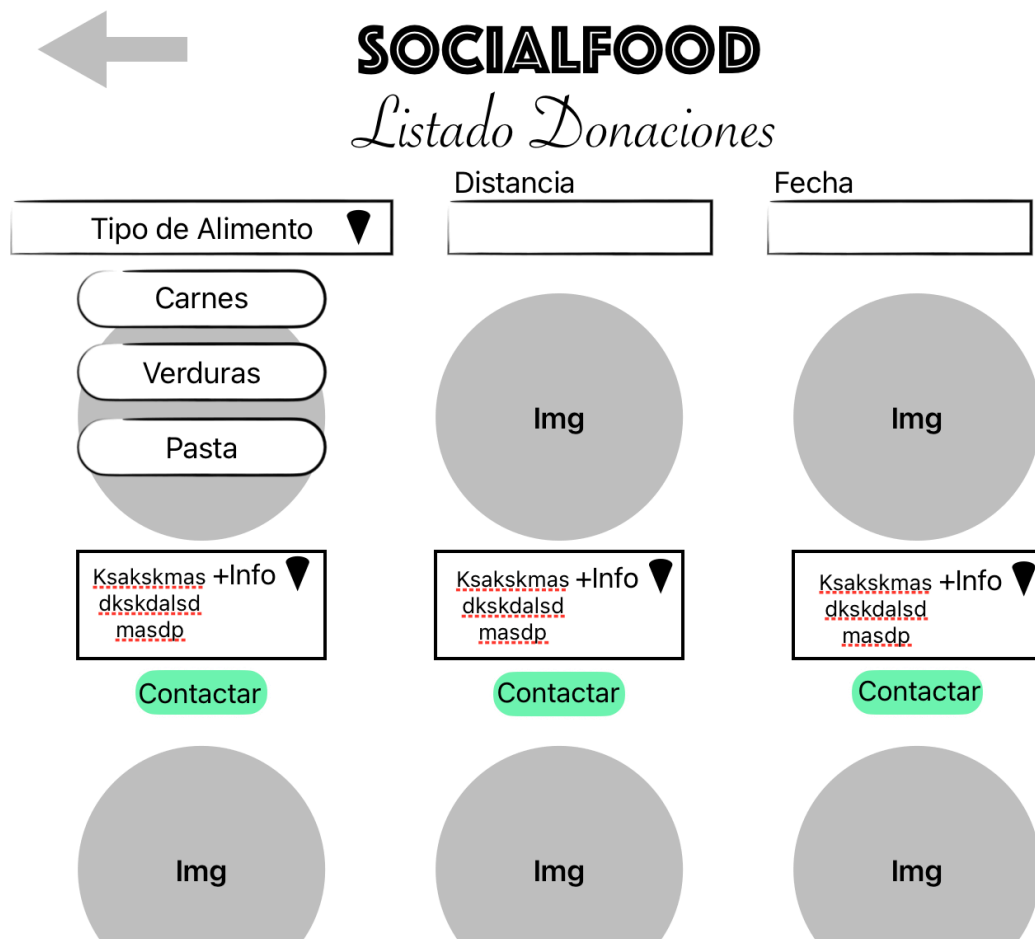 SOCIALFOOD
Listado Donaciones
Distancia
Fecha
Tipo de Alimento
Carnes
Verduras
Pasta
Img
Img
Ksakskmas +Info
dkskdalsd
masdp
Ksakskmas +Info
dkskdalsd
masdp
Ksakskmas +Info
dkskdalsd
masdp
Contactar
Contactar
Contactar
Img
Img
Img